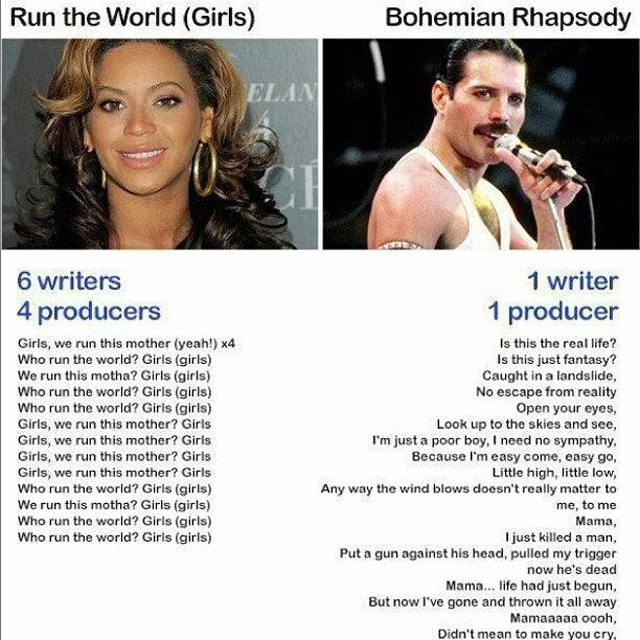 Run the World (Girls)
Bohemian Rhapsody
ELAN
6 writers
4 producers
Girls, we run this mother (yeah!) x4
Who run the world? Girls (girls)
We run this motha? Girls (girls)
Who run the world? Girls (girls)
Who run the world? Girls (girls)
Girls, we run this mother? Girls
Girls, we run this mother? Girls
Girls, we run this mother? Girls
Girls, we run this mother? Girls
Who run the world? Girls (girls)
We run this motha? Girls (girls)
Who run the world? Girls (girls)
Who run the world? Girls (girls)
1 writer
1 producer
Is this the real life?
Is this just fantasy?
Caught in a landslide,
No escape from reality
Open your eyes,
Look up to the skies and see,
I'm just a poor boy, I need no sympathy,
Because I'm easy come, easy go,
Little high, little low,
Any way the wind blows doesn't really matter to
me, to me
Mama,
I just killed a man,
Put a gun against his head, pulled my trigger
now he's dead
Mama... life had just begun,
But now I've gone and thrown it all away
Mamaaaaa oooh,
Didn't mean to make you cry,